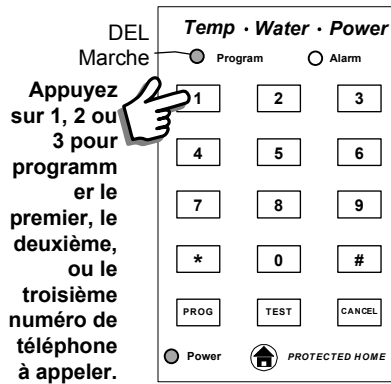 DEL
Marche
Appuyez
sur 1, 2 ou
3 pour
programm
er le
premier, le
deuxième,
ou le
troisième
numéro de
téléphone
à appeler.
Temp · Water · Power
Program Alarm
1 2 3
4 5 6
7 8 9
* 0 #
PROG TEST CANCEL
Power PROTECTED HOME